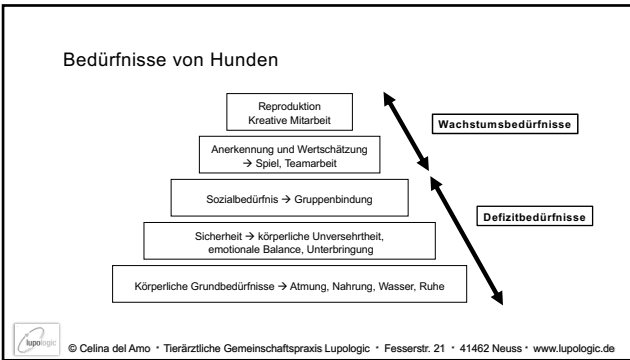 Bedürfnisse von Hunden
Reproduktion
Kreative Mitarbeit
Wachstumsbedürfnisse
Anerkennung und Wertschätzung
→ Spiel, Teamarbeit
Sozialbedürfnis → Gruppenbindung
Defizitbedürfnisse
Sicherheit → körperliche Unversehrtheit,
emotionale Balance, Unterbringung
Körperliche Grundbedürfnisse → Atmung, Nahrung, Wasser, Ruhe
lupologic
© Celina del Amo · Tierärztliche Gemeinschaftspraxis Lupologic · Fesserstr. 21 · 41462 Neuss · www.lupologic.de